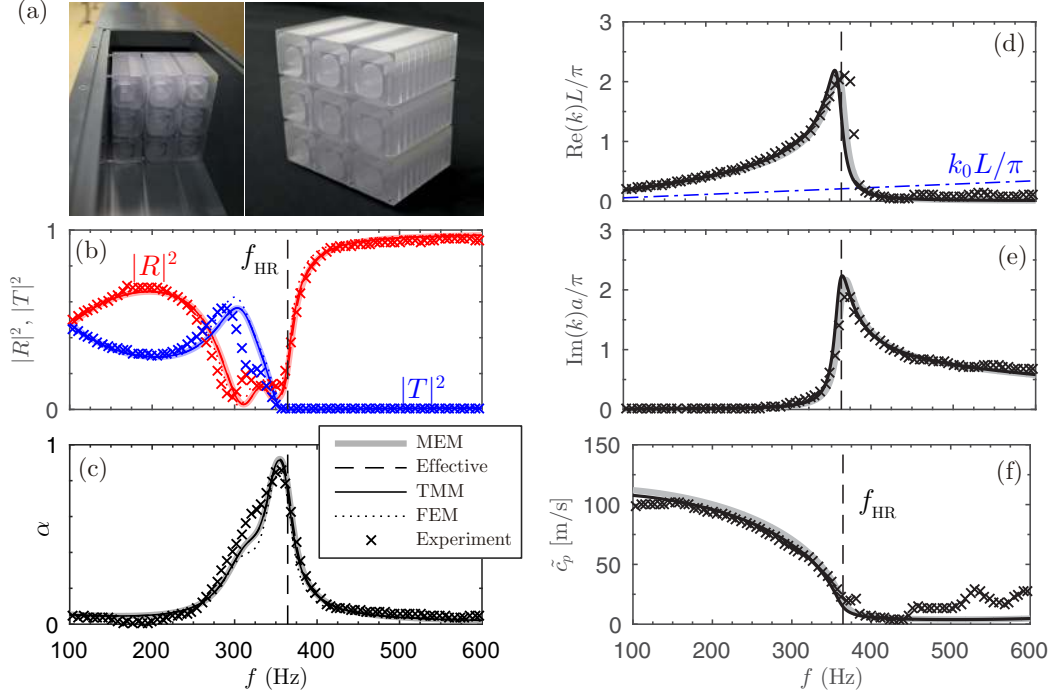 (a)
(b)
|R|², |T|²
1
0
|R|²
f_HR
|T|²
(c)
α
1
0
100 200 300 400 500 600
f (Hz)
MEM
Effective
TMM
FEM
Experiment
(d)
Re(k)L/π
3
2
1
0
k₀L/π
(e)
Im(k)a/π
3
2
1
0
(f)
c̃_p [m/s]
150
100
50
0
f_HR
100 200 300 400 500 600
f (Hz)